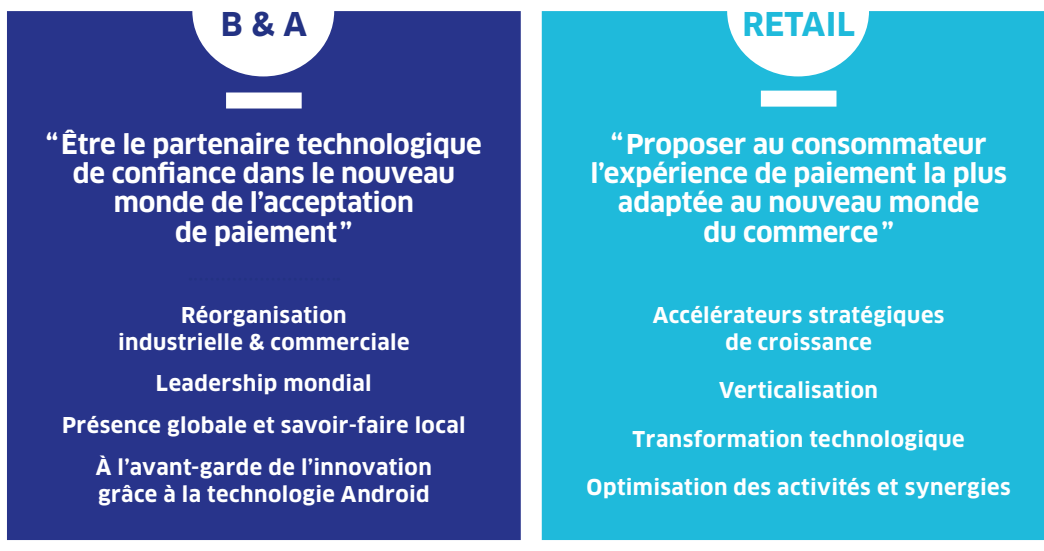 B & A
“Être le partenaire technologique
de confiance dans le nouveau
monde de l’acceptation
de paiement”
Réorganisation
industrielle & commerciale
Leadership mondial
Présence globale et savoir-faire local
À l’avant-garde de l’innovation
grâce à la technologie Android
RETAIL
“Proposer au consommateur
l’expérience de paiement la plus
adaptée au nouveau monde
du commerce”
Accélérateurs stratégiques
de croissance
Verticalisation
Transformation technologique
Optimisation des activités et synergies